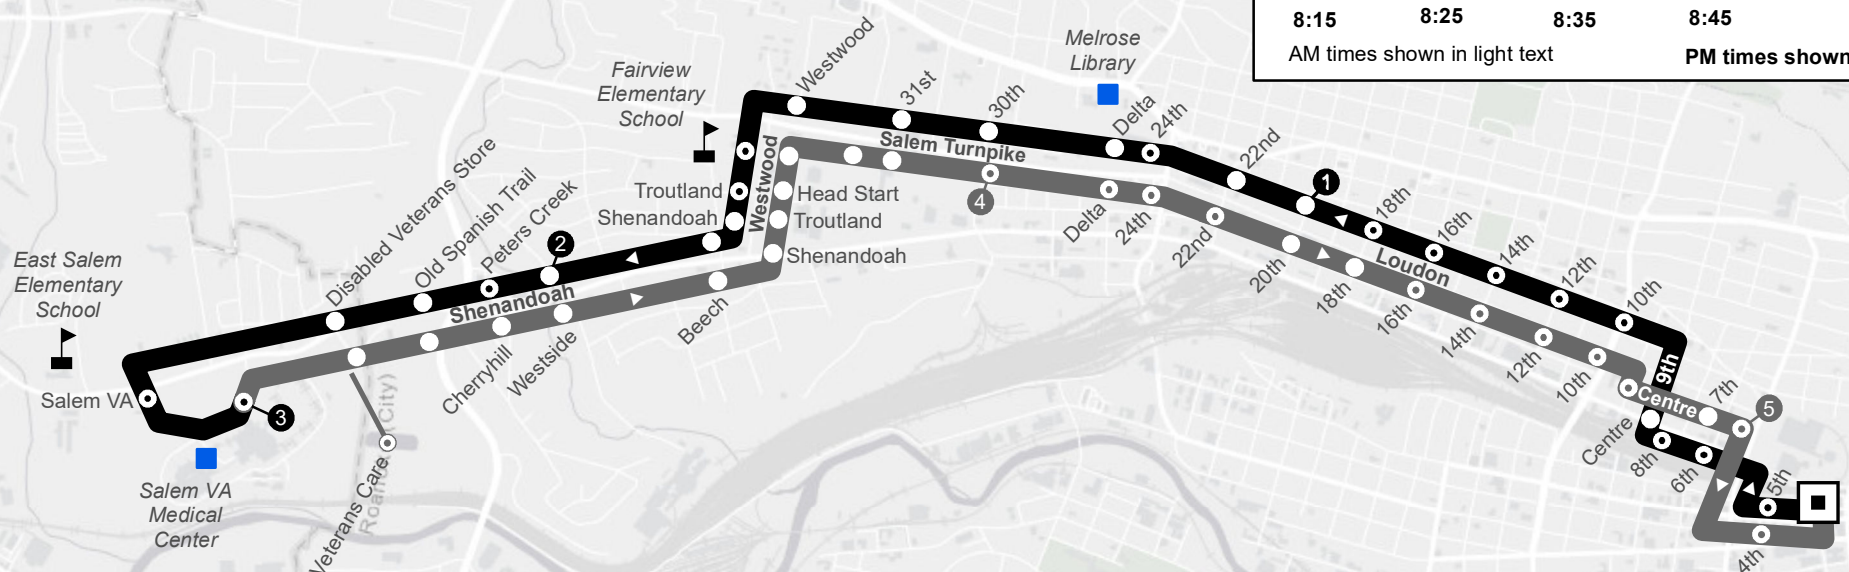 8:15 8:25 8:35 8:45
AM times shown in light text PM times shown
Melrose
Library
Fairview
Elementary
School
East Salem
Elementary
School
Salem VA
Medical
Center
Westwood
31st
30th
Delta
24th
22nd
1
18th
16th
14th
12th
10th
9th
Salem Turnpike
Westwood
Loudon
Troutland
Shenandoah
Head Start
Troutland
Shenandoah
4
Delta
24th
22nd
20th
18th
16th
14th
12th
10th
Centre
7th
5
Centre
8th
6th
5th
4th
Disabled Veterans Store
Old Spanish Trail
Peters Creek
2
Shenandoah
Beech
Westside
Cherryhill
Salem VA
3
Veterans Care
(City)